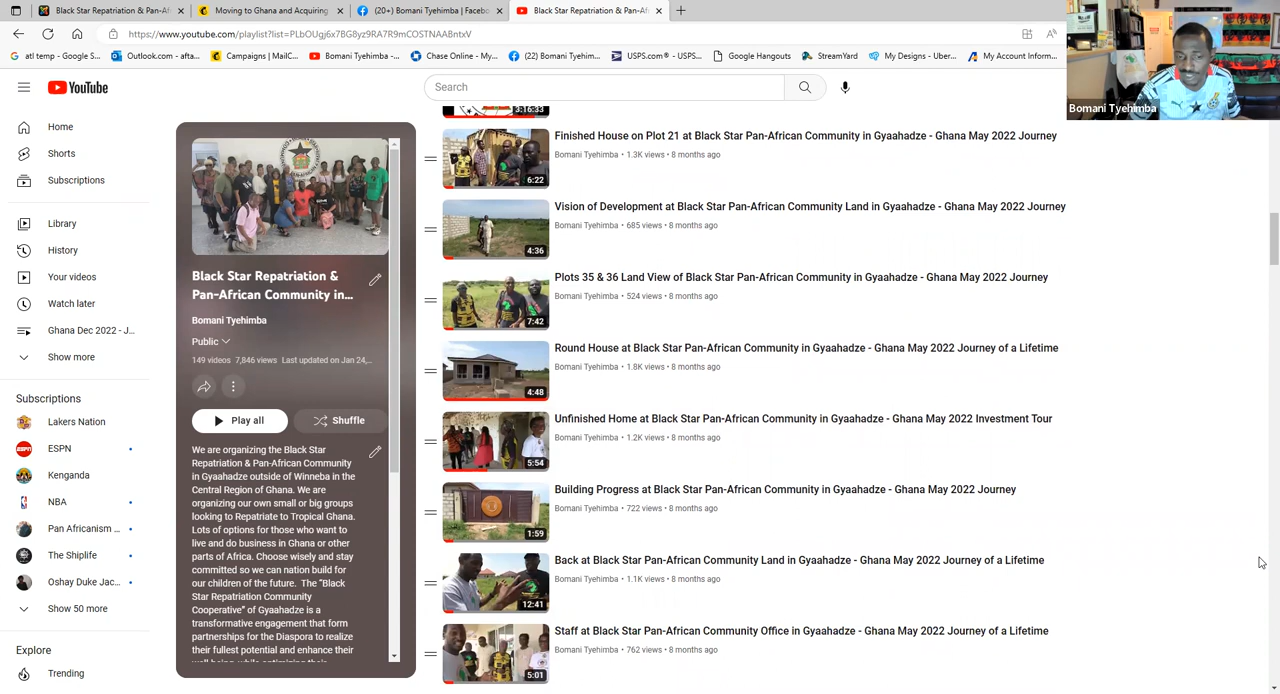 Black Star Repatriation & Pan-Af
Moving to Ghana and Acquiring
(20+) Bomani Tyehimba | Facebo
Black Star Repatriation & Pan-Af
https://www.youtube.com/playlist?list=
atl temp - Google S...
Outlook.com - afta...
Campaigns | MailC...
Bomani Tyehimba -...
Chase Online - My...
(22) Bomani Tyehim...
USPS.com® - USPS...
Google Hangouts
StreamYard
My Designs - Uber...
My Account Inform...
Bomani Tyehimba
YouTube
Search
Home
Shorts
Subscriptions
Library
History
Your videos
Watch later
Ghana Dec 2022 - J...
Show more
Subscriptions
Lakers Nation
ESPN
Kenganda
NBA
Pan Africanism ...
The Shiplife
Oshay Duke Jac...
Show 50 more
Explore
Trending
Black Star Repatriation &
Pan-African Community in...
Bomani Tyehimba
Public
149 videos 7,846 views Last updated on Jan 24,...
Play all
Shuffle
We are organizing the Black Star
Repatriation & Pan-African Community
in Gyaahadze outside of Winneba in the
Central Region of Ghana. We are
organizing our own small or big groups
looking to Repatriate to Tropical Ghana.
Lots of options for those who want to
live and do business in Ghana or other
parts of Africa. Choose wisely and stay
committed so we can nation build for
our children of the future. The "Black
Star Repatriation Community
Cooperative" of Gyaahadze is a
transformative engagement that form
partnerships for the Diaspora to realize
their fullest potential and enhance their
well-being, while optimizing their
3:16:33
Finished House on Plot 21 at Black Star Pan-African Community in Gyaahadze - Ghana May 2022 Journey
Bomani Tyehimba • 1.3K views • 8 months ago
6:22
Vision of Development at Black Star Pan-African Community Land in Gyaahadze - Ghana May 2022 Journey
Bomani Tyehimba • 685 views • 8 months ago
4:36
Plots 35 & 36 Land View of Black Star Pan-African Community in Gyaahadze - Ghana May 2022 Journey
Bomani Tyehimba • 524 views • 8 months ago
7:42
Round House at Black Star Pan-African Community in Gyaahadze - Ghana May 2022 Journey of a Lifetime
Bomani Tyehimba • 1.8K views • 8 months ago
4:48
Unfinished Home at Black Star Pan-African Community in Gyaahadze - Ghana May 2022 Investment Tour
Bomani Tyehimba • 1.2K views • 8 months ago
5:54
Building Progress at Black Star Pan-African Community in Gyaahadze - Ghana May 2022 Journey
Bomani Tyehimba • 722 views • 8 months ago
1:59
Back at Black Star Pan-African Community Land in Gyaahadze - Ghana May 2022 Journey of a Lifetime
Bomani Tyehimba • 1.1K views • 8 months ago
12:41
Staff at Black Star Pan-African Community Office in Gyaahadze - Ghana May 2022 Journey of a Lifetime
Bomani Tyehimba • 762 views • 8 months ago
5:01